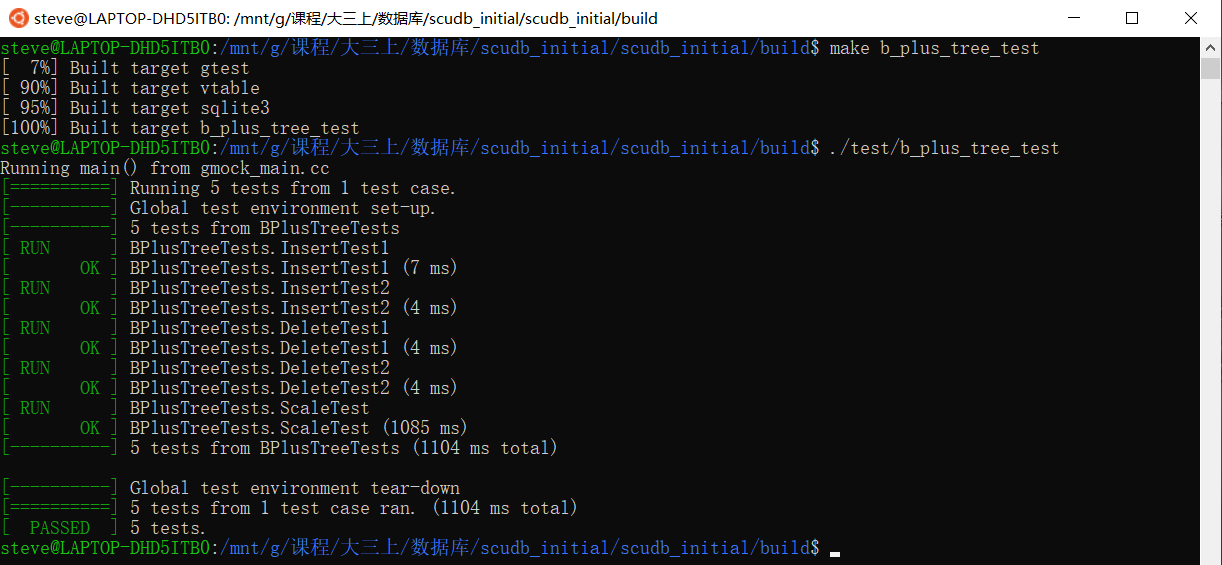 steve@LAPTOP-DHD5ITB0: /mnt/g/课程/大三上/数据库/scudb_initial/scudb_initial/build
steve@LAPTOP-DHD5ITB0:/mnt/g/课程/大三上/数据库/scudb_initial/scudb_initial/build$ make b_plus_tree_test
[  7%] Built target gtest
[ 90%] Built target vtable
[ 95%] Built target sqlite3
[100%] Built target b_plus_tree_test
steve@LAPTOP-DHD5ITB0:/mnt/g/课程/大三上/数据库/scudb_initial/scudb_initial/build$ ./test/b_plus_tree_test
Running main() from gmock_main.cc
[==========] Running 5 tests from 1 test case.
[----------] Global test environment set-up.
[----------] 5 tests from BPlusTreeTests
[ RUN      ] BPlusTreeTests.InsertTest1
[       OK ] BPlusTreeTests.InsertTest1 (7 ms)
[ RUN      ] BPlusTreeTests.InsertTest2
[       OK ] BPlusTreeTests.InsertTest2 (4 ms)
[ RUN      ] BPlusTreeTests.DeleteTest1
[       OK ] BPlusTreeTests.DeleteTest1 (4 ms)
[ RUN      ] BPlusTreeTests.DeleteTest2
[       OK ] BPlusTreeTests.DeleteTest2 (4 ms)
[ RUN      ] BPlusTreeTests.ScaleTest
[       OK ] BPlusTreeTests.ScaleTest (1085 ms)
[----------] 5 tests from BPlusTreeTests (1104 ms total)
[----------] Global test environment tear-down
[==========] 5 tests from 1 test case ran. (1104 ms total)
[  PASSED  ] 5 tests.
steve@LAPTOP-DHD5ITB0:/mnt/g/课程/大三上/数据库/scudb_initial/scudb_initial/build$